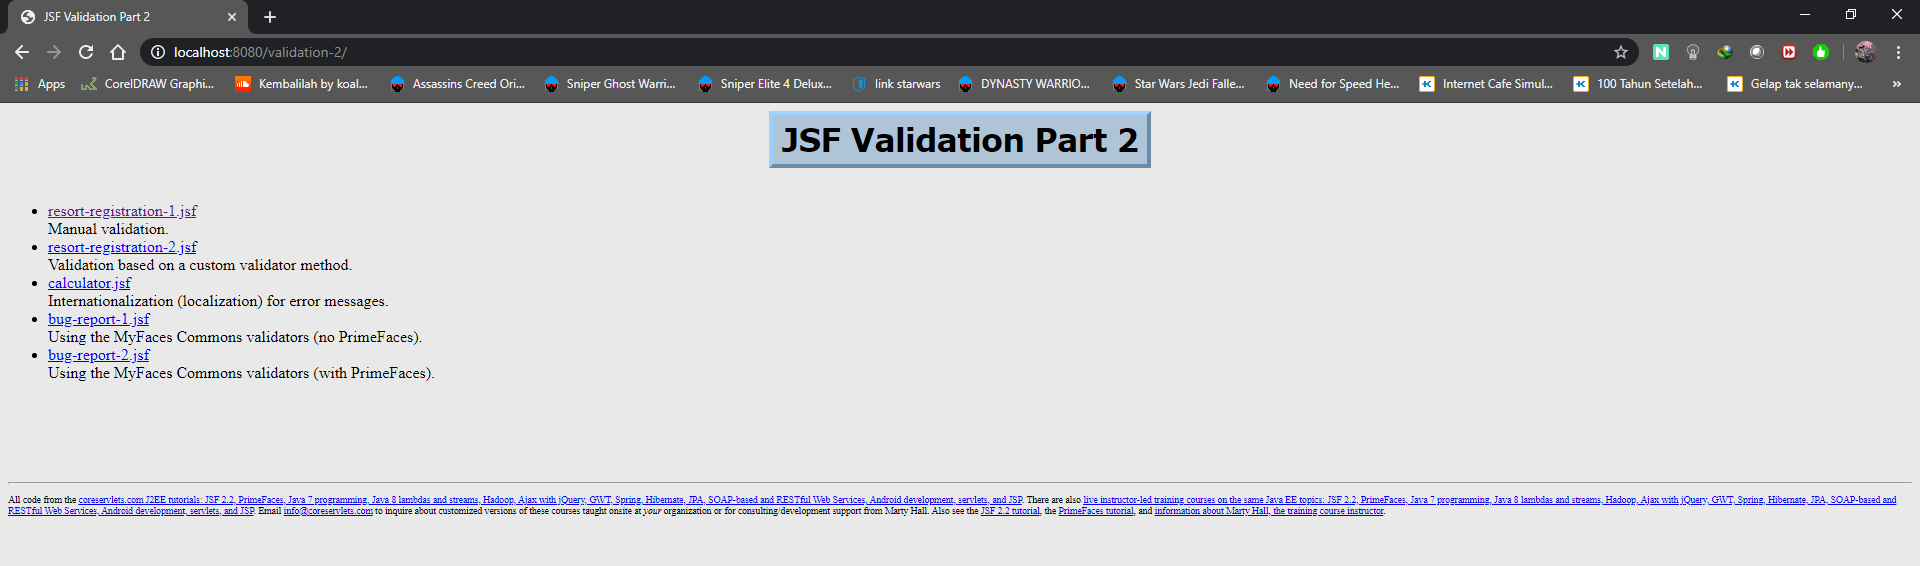 JSF Validation Part 2
localhost:8080/validation-2/
Apps CorelDRAW Graphi... Kembalilah by koal... Assassins Creed Ori... Sniper Ghost Warri... Sniper Elite 4 Delux... link starwars DYNASTY WARRIO... Star Wars Jedi Falle... Need for Speed He... Internet Cafe Simul... 100 Tahun Setelah... Gelap tak selamany... »
JSF Validation Part 2
resort-registration-1.jsf
Manual validation.
resort-registration-2.jsf
Validation based on a custom validator method.
calculator.jsf
Internationalization (localization) for error messages.
bug-report-1.jsf
Using the MyFaces Commons validators (no PrimeFaces).
bug-report-2.jsf
Using the MyFaces Commons validators (with PrimeFaces).
All code from the coreservlets.com J2EE tutorials: JSF 2.2, PrimeFaces, Java 7 programming, Java 8 lambdas and streams, Hadoop, Ajax with jQuery, GWT, Spring, Hibernate, JPA, SOAP-based and RESTful Web Services, Android development, servlets, and JSP. There are also live instructor-led training courses on the same Java EE topics: JSF 2.2, PrimeFaces, Java 7 programming, Java 8 lambdas and streams, Hadoop, Ajax with jQuery, GWT, Spring, Hibernate, JPA, SOAP-based and
RESTful Web Services, Android development, servlets, and JSP. Email info@coreservlets.com to inquire about customized versions of these courses taught onsite at your organization or for consulting/development support from Marty Hall. Also see the JSF 2.2 tutorial, the PrimeFaces tutorial, and information about Marty Hall, the training course instructor.